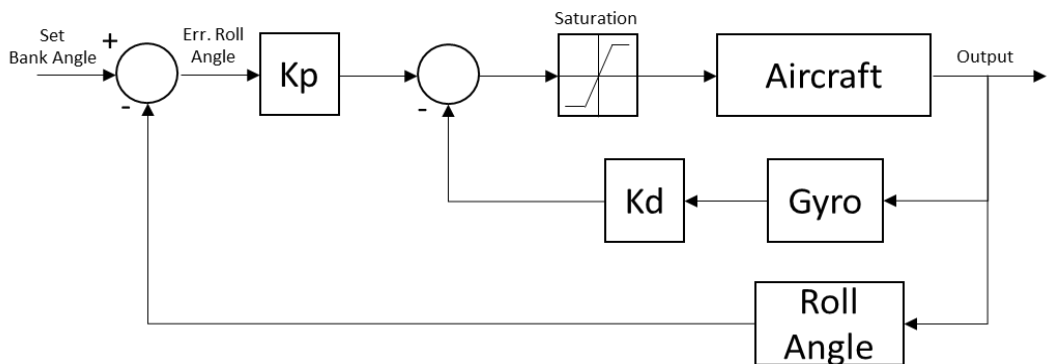 Saturation
Set
Bank Angle
+
-
Err. Roll
Angle
Kp
-
Aircraft
Output
Kd
Gyro
Roll
Angle